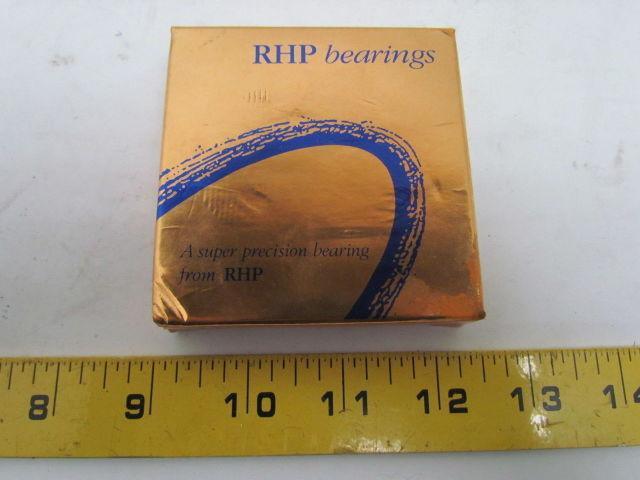 RHP bearings
A super precision bearing
from RHP
8 9 10 11 12 13 14